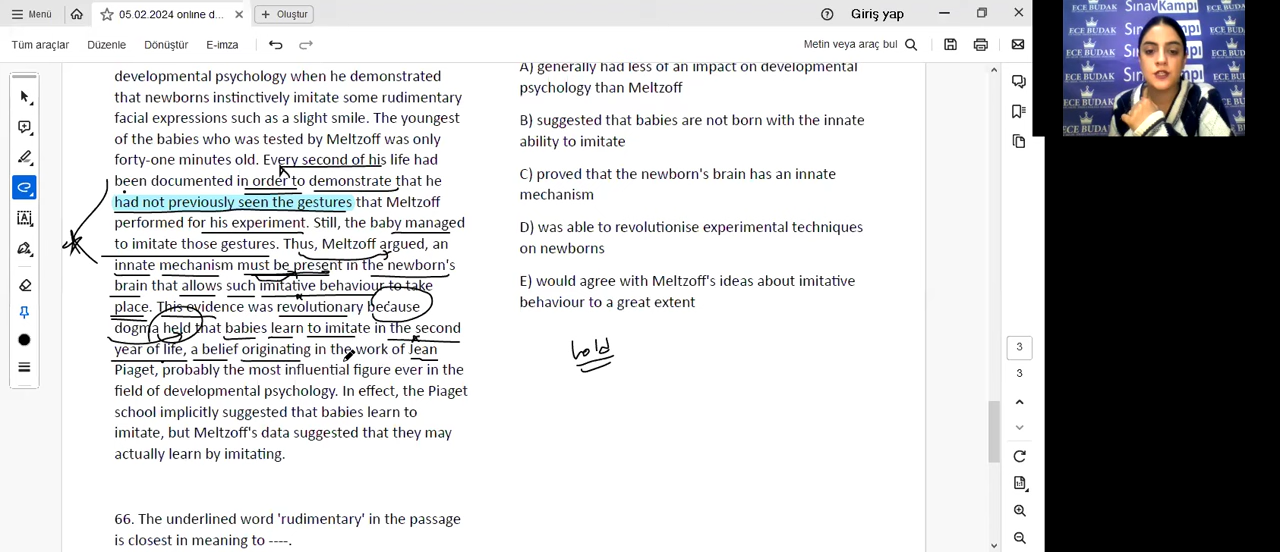 Menü
05.02.2024 online d...
Oluştur
Giriş yap
Tüm araçlar
Düzenle
Dönüştür
E-imza
Metin veya araç bul
developmental psychology when he demonstrated
that newborns instinctively imitate some rudimentary
facial expressions such as a slight smile. The youngest
of the babies who was tested by Meltzoff was only
forty-one minutes old. Every second of his life had
been documented in order to demonstrate that he
had not previously seen the gestures that Meltzoff
performed for his experiment. Still, the baby managed
to imitate those gestures. Thus, Meltzoff argued, an
innate mechanism must be present in the newborn's
brain that allows such imitative behaviour to take
place. This evidence was revolutionary because
dogma held that babies learn to imitate in the second
year of life, a belief originating in the work of Jean
Piaget, probably the most influential figure ever in the
field of developmental psychology. In effect, the Piaget
school implicitly suggested that babies learn to
imitate, but Meltzoff's data suggested that they may
actually learn by imitating.
66. The underlined word 'rudimentary' in the passage
is closest in meaning to ----.
A) generally had less of an impact on developmental
psychology than Meltzoff
B) suggested that babies are not born with the innate
ability to imitate
C) proved that the newborn's brain has an innate
mechanism
D) was able to revolutionise experimental techniques
on newborns
E) would agree with Meltzoff's ideas about imitative
behaviour to a great extent
hold
3
3
SınavKampı
ECE BUDAK